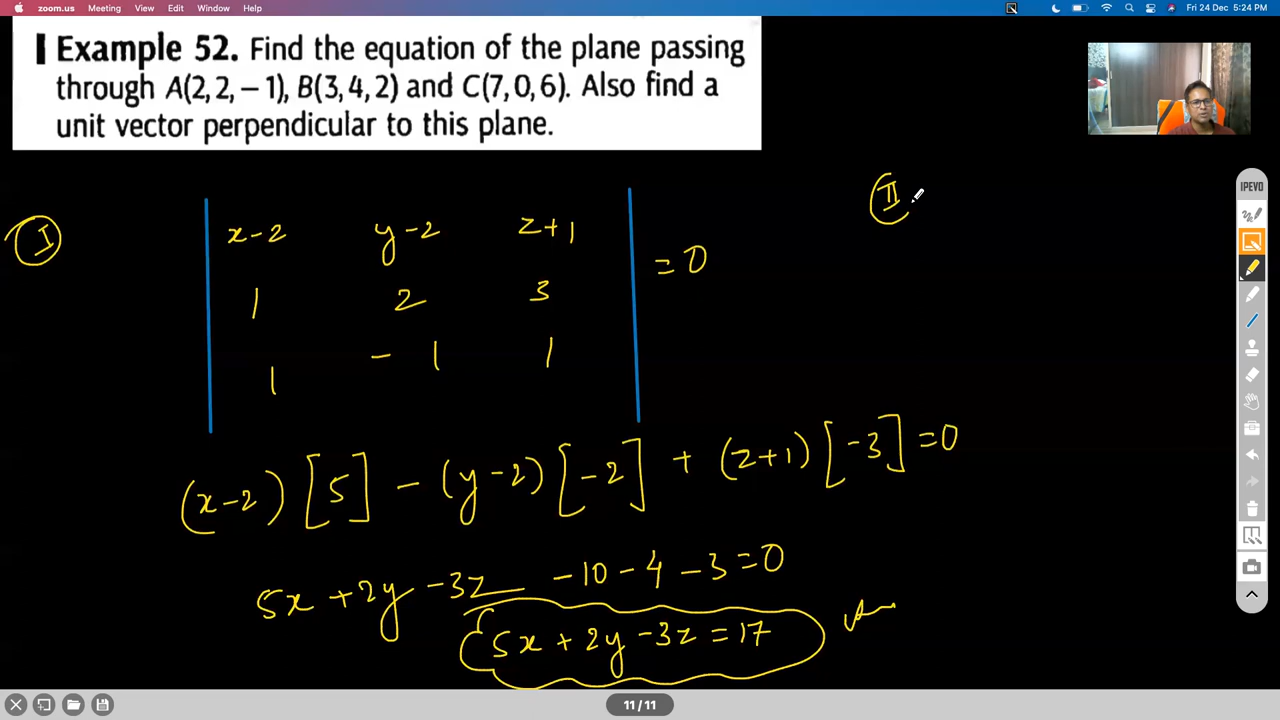 zoom.us Meeting View Edit Window Help Fri 24 Dec 5:24 PM
Example 52. Find the equation of the plane passing
through A(2, 2, – 1), B(3, 4, 2) and C(7, 0, 6). Also find a
unit vector perpendicular to this plane.
I
II
x-2 y-2 z+1
= 0
1 2 3
1 - 1 1
(x-2) [5] - (y-2) [-2] + (z+1) [-3] = 0
5x + 2y - 3z - 10 - 4 - 3 = 0
5x + 2y - 3z = 17
IPEVO
11 / 11